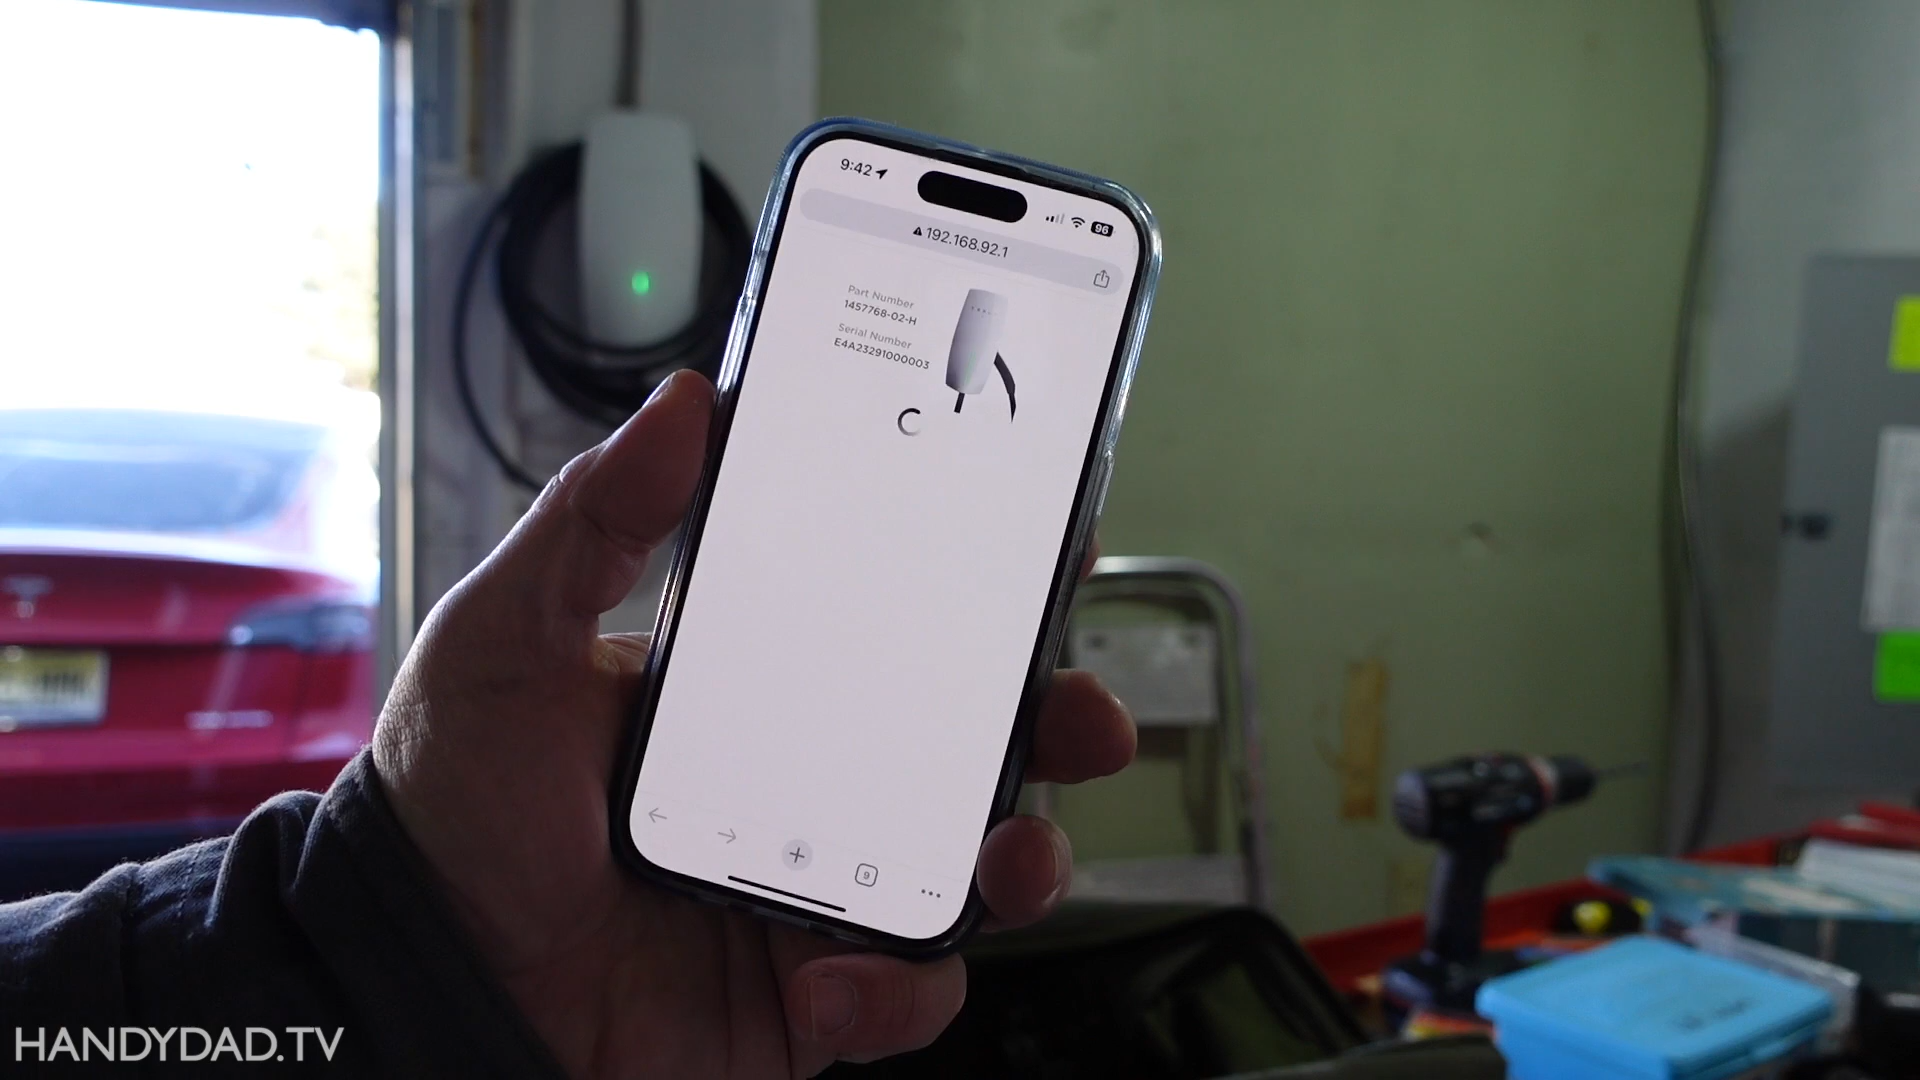 9:42
96
192.168.92.1
Part Number
1457768-02-H
Serial Number
E4A23291000003
9
HANDYDAD.TV